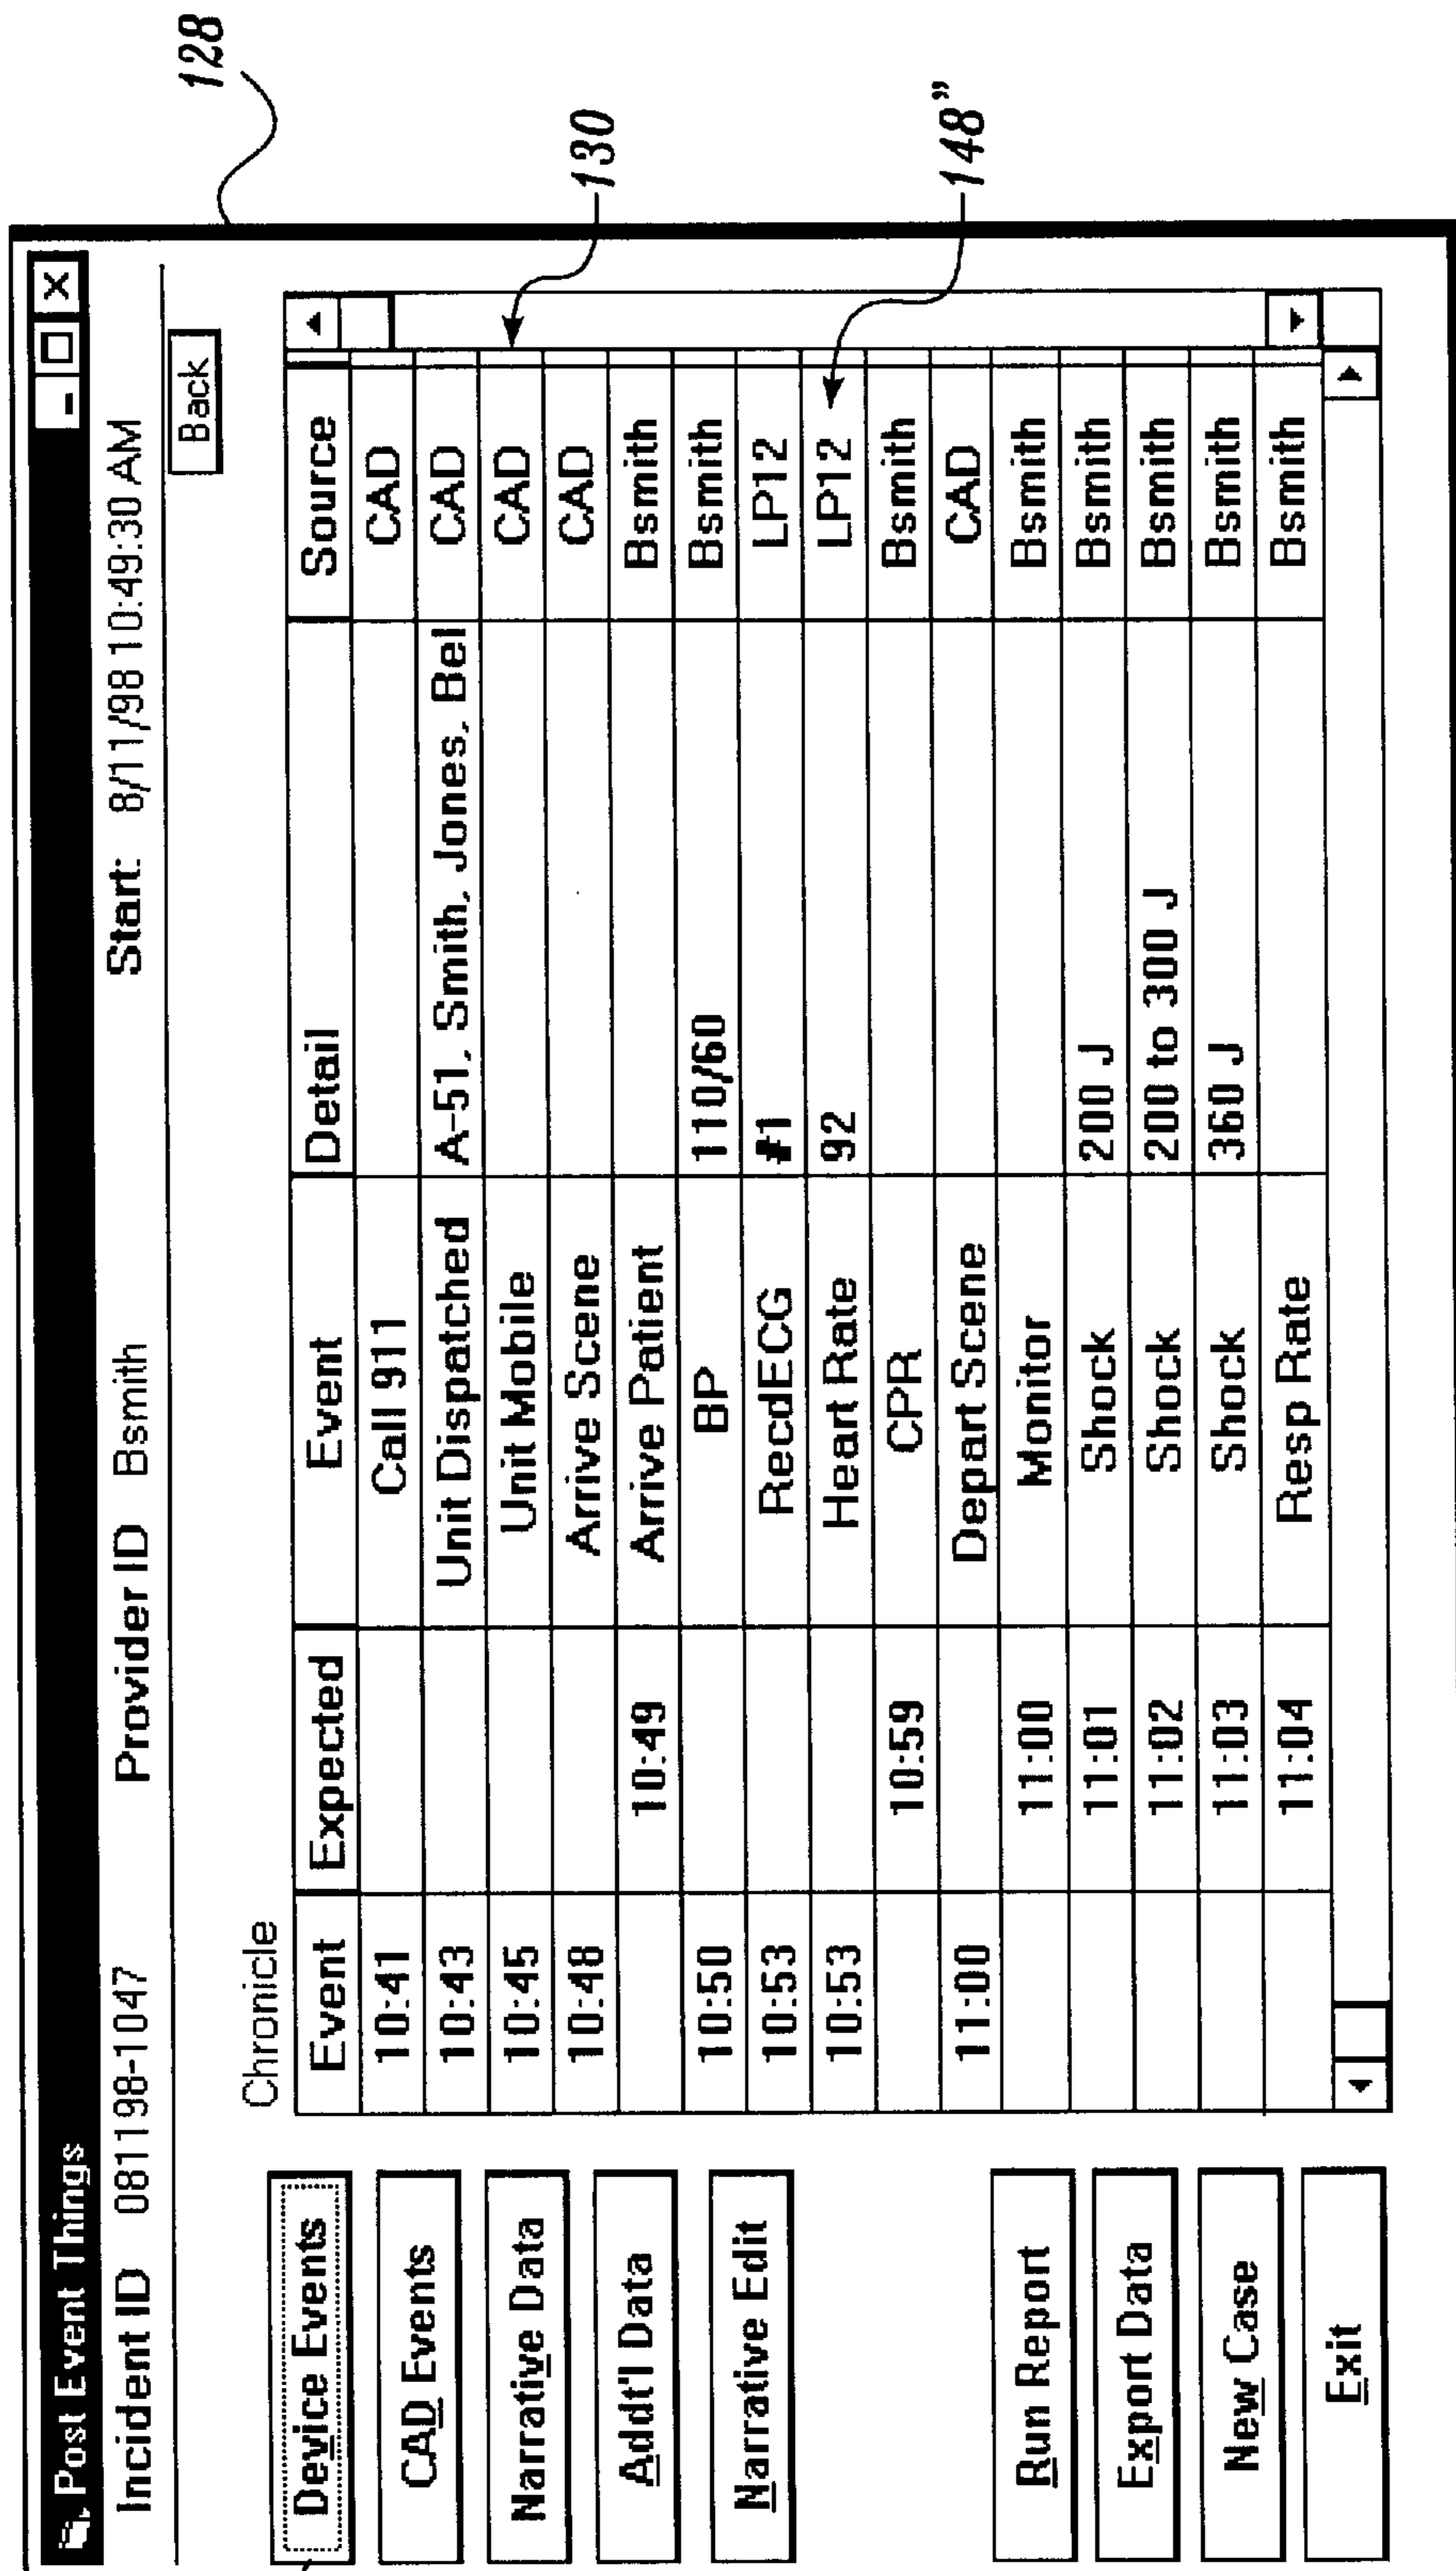 Post Event Things
Incident ID 081198-1047 Provider ID Bsmith Start: 8/11/98 10:49:30 AM
Back
Chronicle
Event Expected Event Detail Source
10:41 Call 911 CAD
10:43 Unit Dispatched A-51, Smith, Jones, Bel CAD
10:45 Unit Mobile CAD
10:48 Arrive Scene CAD
10:49 Arrive Patient Bsmith
10:50 BP 110/60 Bsmith
10:53 RecdECG #1 LP12
10:53 Heart Rate 92 LP12
10:59 CPR Bsmith
11:00 Depart Scene CAD
11:00 Monitor Bsmith
11:01 Shock 200 J Bsmith
11:02 Shock 200 to 300 J Bsmith
11:03 Shock 360 J Bsmith
11:04 Resp Rate Bsmith
Device Events
CAD Events
Narrative Data
Addt'l Data
Narrative Edit
Run Report
Export Data
New Case
Exit
128
130
148"